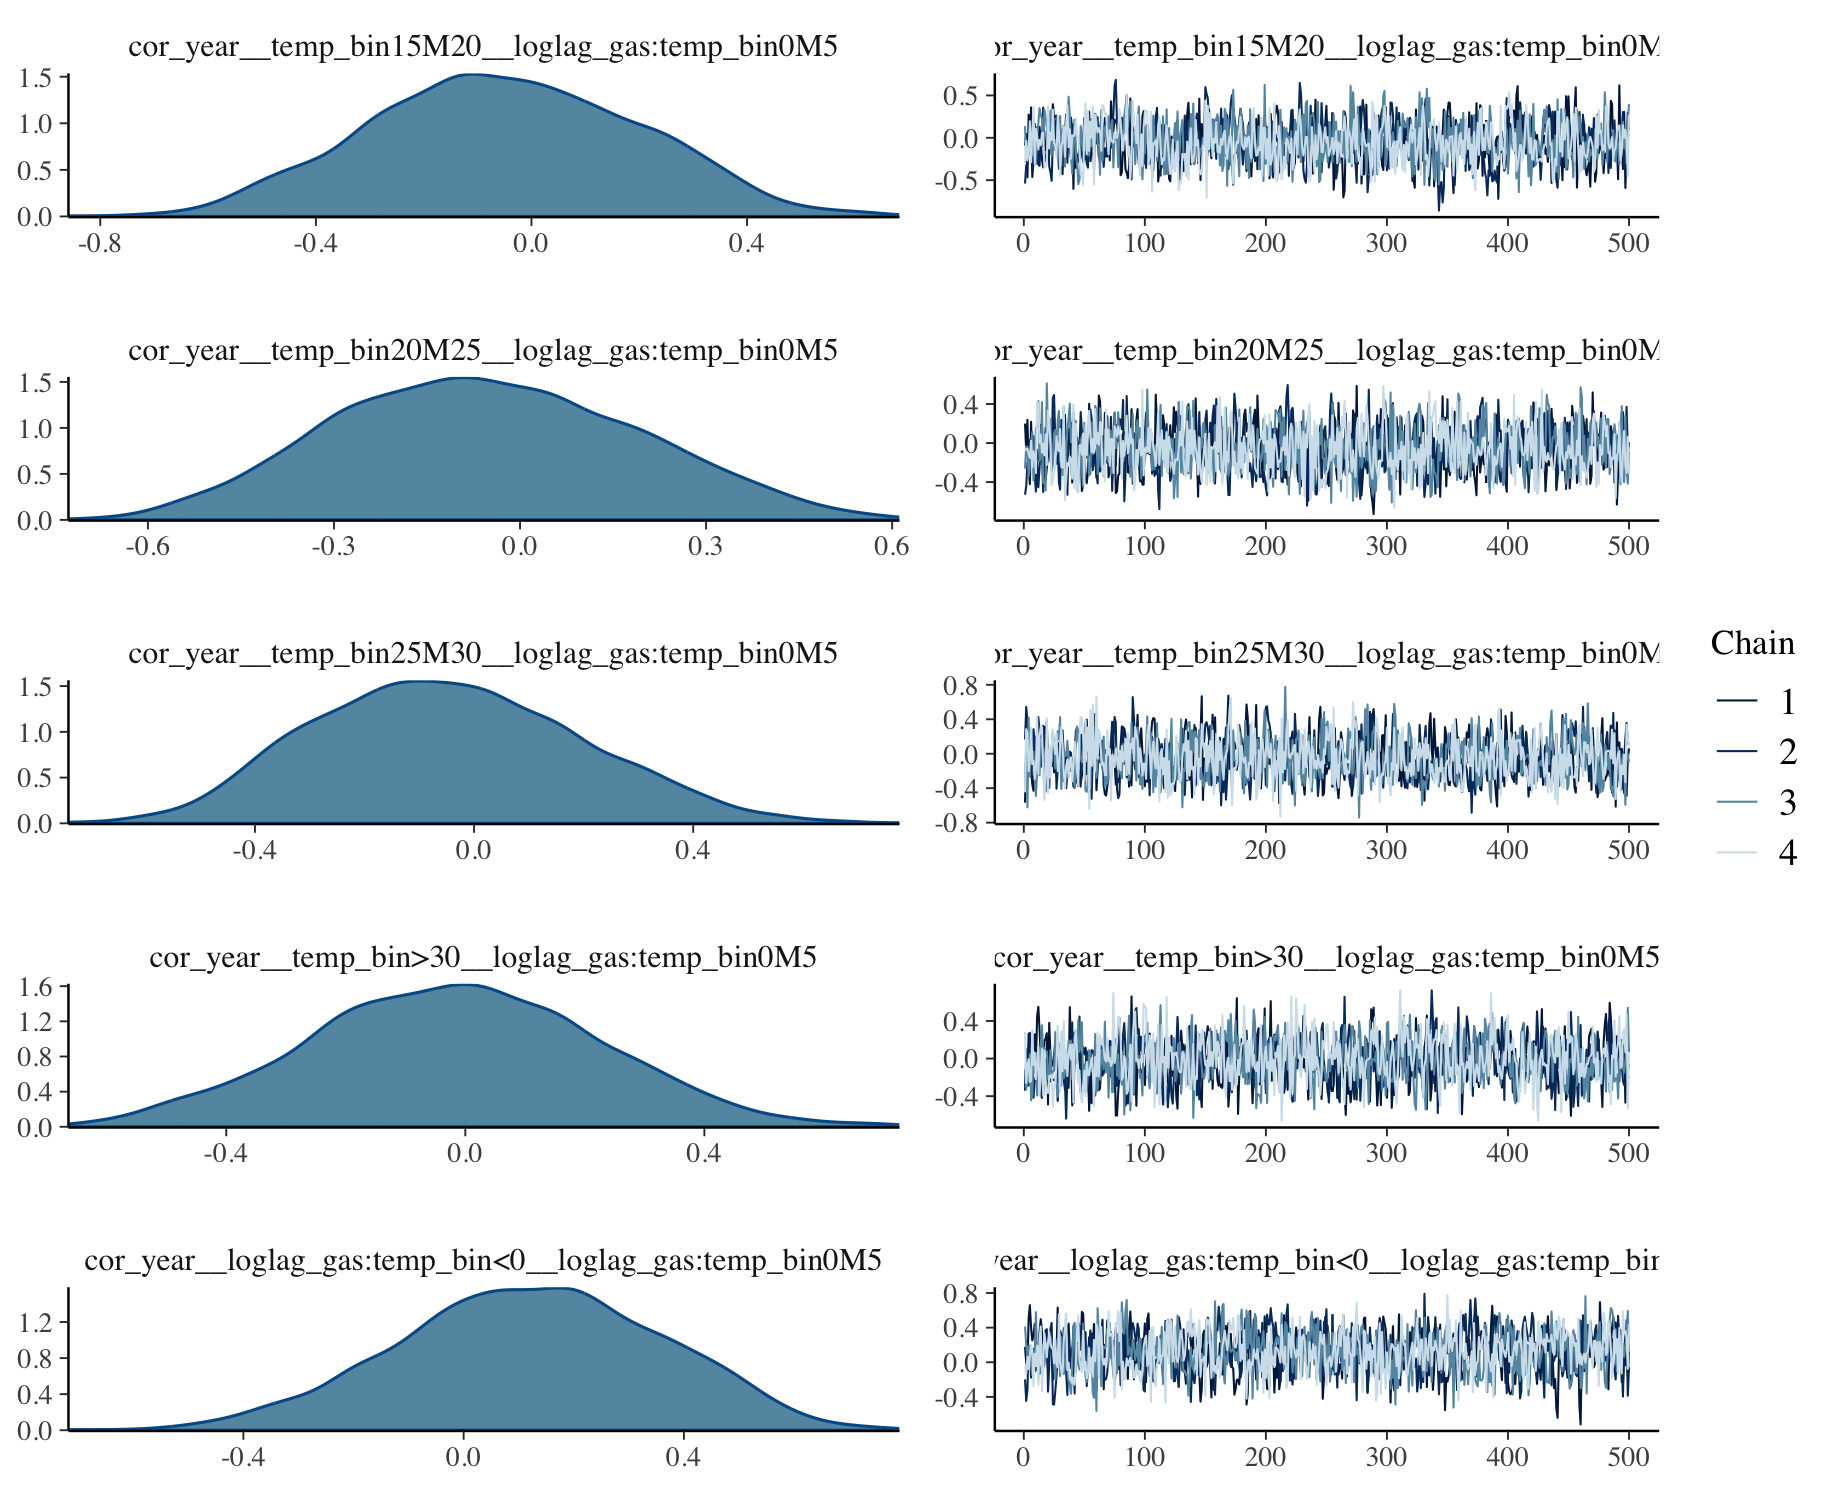 cor_year__temp_bin15M20__loglag_gas:temp_bin0M5
1.5
1.0
0.5
0.0
-0.8 -0.4 0.0 0.4
or_year__temp_bin15M20__loglag_gas:temp_bin0M
0.5
0.0
-0.5
0 100 200 300 400 500
cor_year__temp_bin20M25__loglag_gas:temp_bin0M5
1.5
1.0
0.5
0.0
-0.6 -0.3 0.0 0.3 0.6
or_year__temp_bin20M25__loglag_gas:temp_bin0M
0.4
0.0
-0.4
0 100 200 300 400 500
cor_year__temp_bin25M30__loglag_gas:temp_bin0M5
1.5
1.0
0.5
0.0
-0.4 0.0 0.4
or_year__temp_bin25M30__loglag_gas:temp_bin0M
0.8
0.4
0.0
-0.4
-0.8
0 100 200 300 400 500
Chain
1
2
3
4
cor_year__temp_bin>30__loglag_gas:temp_bin0M5
1.6
1.2
0.8
0.4
0.0
-0.4 0.0 0.4
cor_year__temp_bin>30__loglag_gas:temp_bin0M5
0.4
0.0
-0.4
0 100 200 300 400 500
cor_year__loglag_gas:temp_bin<0__loglag_gas:temp_bin0M5
1.2
0.8
0.4
0.0
-0.4 0.0 0.4
year__loglag_gas:temp_bin<0__loglag_gas:temp_bin
0.8
0.4
0.0
-0.4
0 100 200 300 400 500